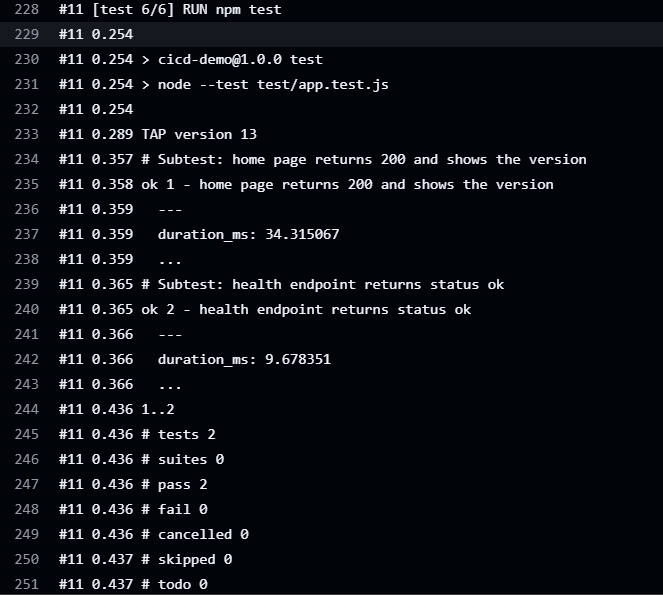 228 #11 [test 6/6] RUN npm test
229 #11 0.254
230 #11 0.254 > cicd-demo@1.0.0 test
231 #11 0.254 > node --test test/app.test.js
232 #11 0.254
233 #11 0.289 TAP version 13
234 #11 0.357 # Subtest: home page returns 200 and shows the version
235 #11 0.358 ok 1 - home page returns 200 and shows the version
236 #11 0.359   ---
237 #11 0.359   duration_ms: 34.315067
238 #11 0.359   ...
239 #11 0.365 # Subtest: health endpoint returns status ok
240 #11 0.365 ok 2 - health endpoint returns status ok
241 #11 0.366   ---
242 #11 0.366   duration_ms: 9.678351
243 #11 0.366   ...
244 #11 0.436 1..2
245 #11 0.436 # tests 2
246 #11 0.436 # suites 0
247 #11 0.436 # pass 2
248 #11 0.436 # fail 0
249 #11 0.436 # cancelled 0
250 #11 0.437 # skipped 0
251 #11 0.437 # todo 0